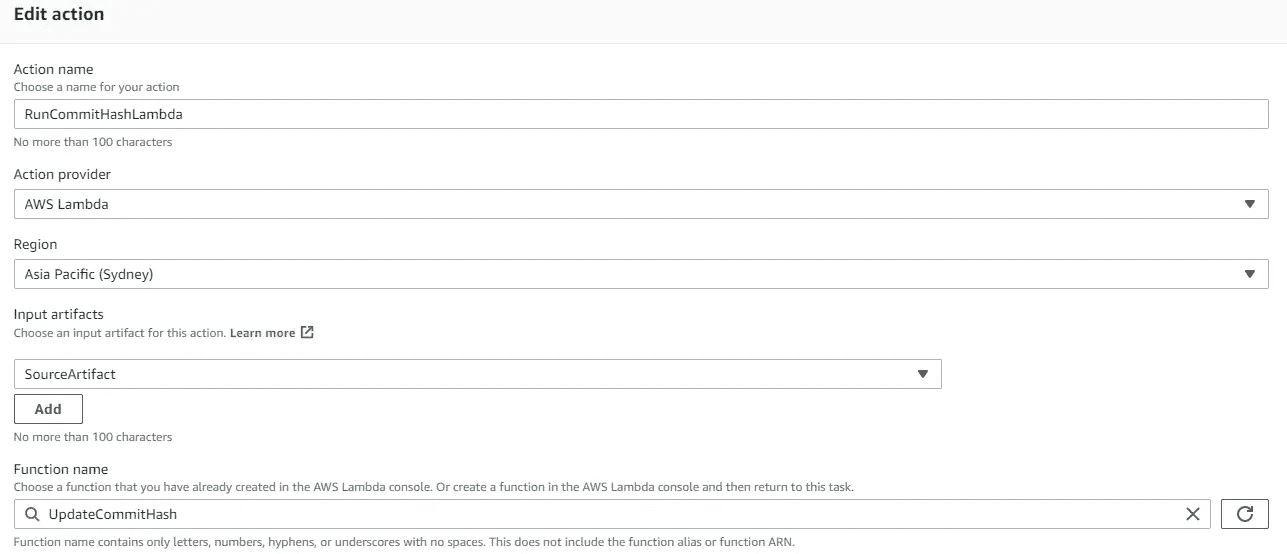 Edit action
Action name
Choose a name for your action
RunCommitHashLambda
No more than 100 characters
Action provider
AWS Lambda
Region
Asia Pacific (Sydney)
Input artifacts
Choose an input artifact for this action. Learn more
SourceArtifact
Add
No more than 100 characters
Function name
Choose a function that you have already created in the AWS Lambda console. Or create a function in the AWS Lambda console and then return to this task.
UpdateCommitHash
Function name contains only letters, numbers, hyphens, or underscores with no spaces. This does not include the function alias or function ARN.